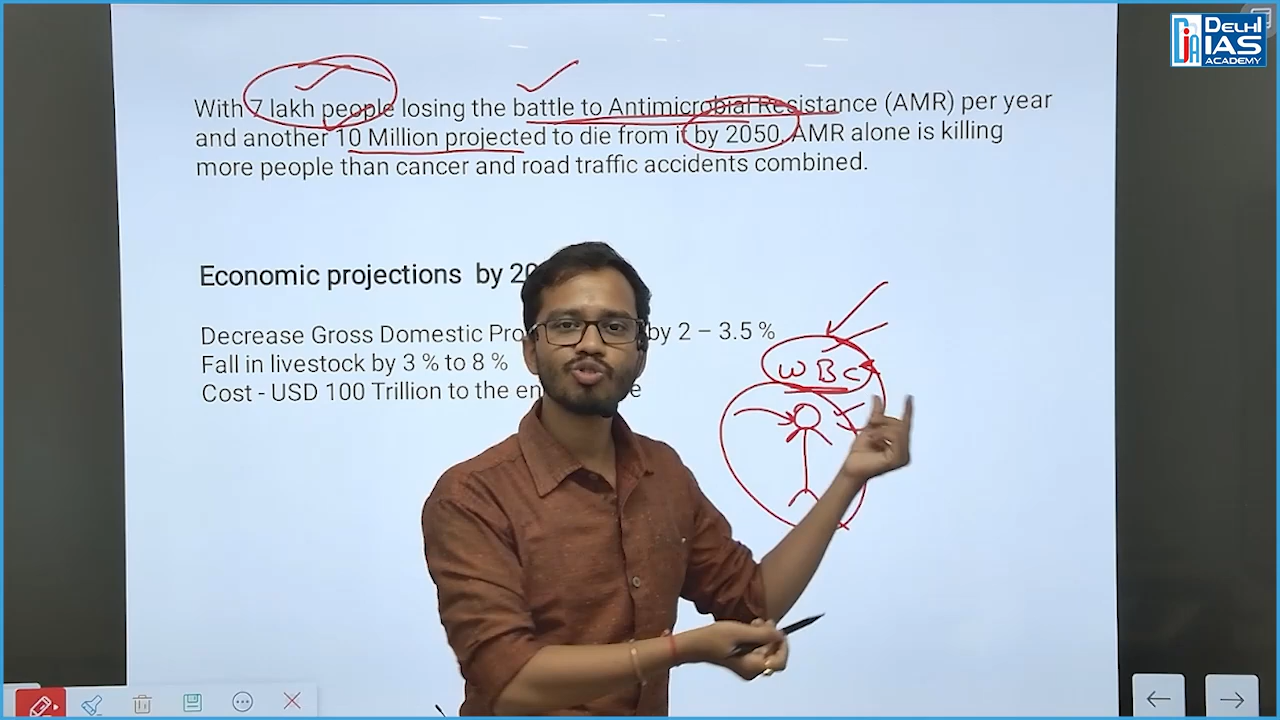 DELHI
IAS
ACADEMY
With 7 lakh people losing the battle to Antimicrobial Resistance (AMR) per year
and another 10 Million projected to die from it by 2050. AMR alone is killing
more people than cancer and road traffic accidents combined.
Economic projections by
Decrease Gross Domestic by 2 – 3.5 %
Fall in livestock by 3 % to 8 %
Cost - USD 100 Trillion to the
WBC